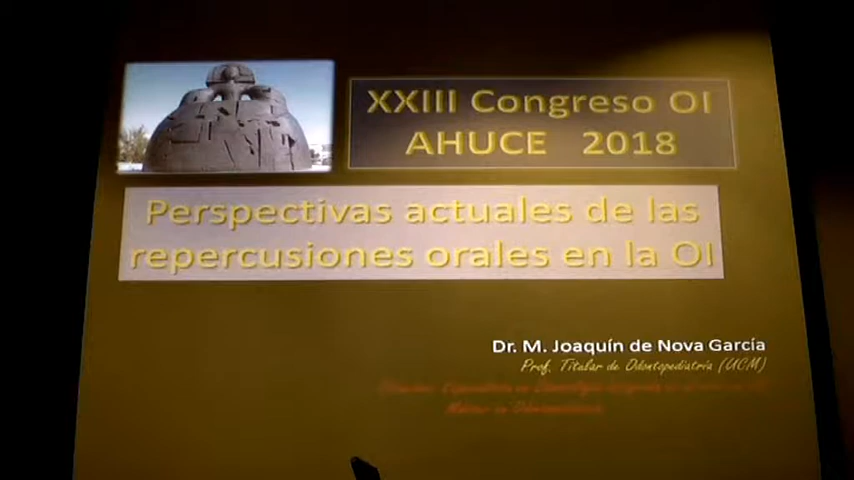 XXIII Congreso OI
AHUCE 2018
Perspectivas actuales de las
repercusiones orales en la OI
Dr. M. Joaquín de Nova García
Prof. Titular de Odontopediatría (UCM)